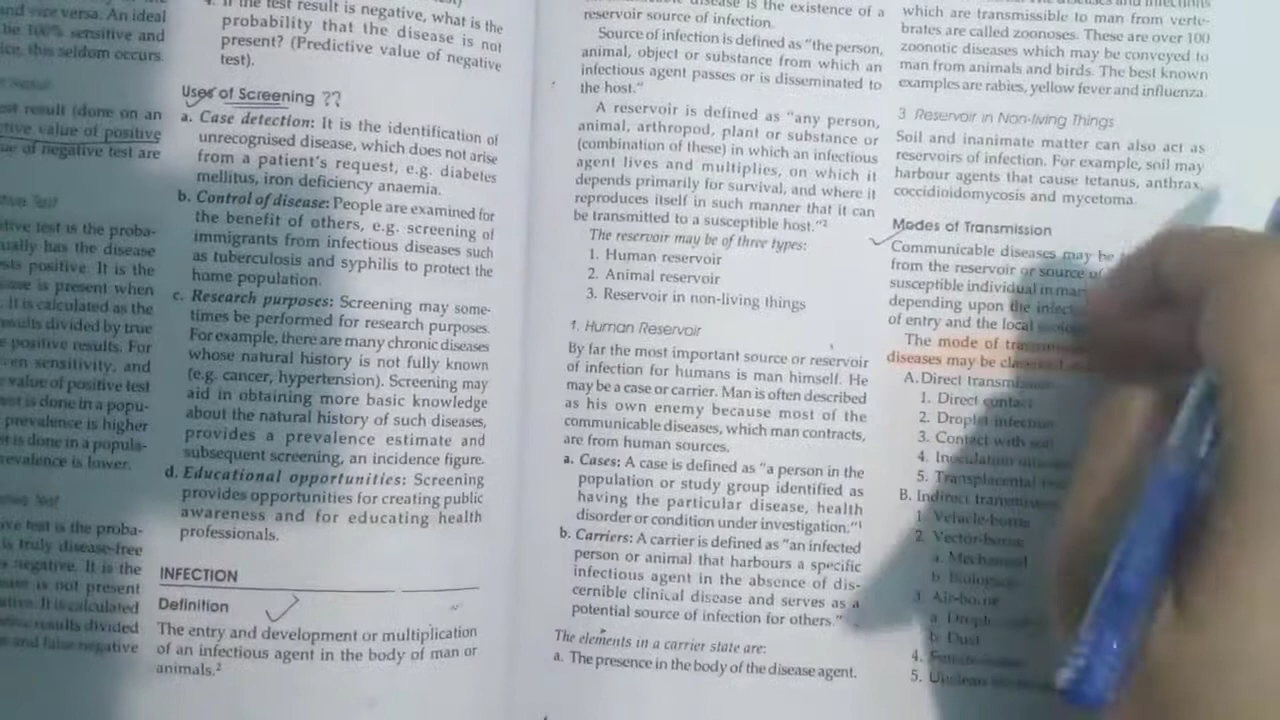 vice versa. An ideal
be 100% sensitive and
ice, this seldom occurs.
est result (done on an
tive value of positive
ue of negative test are
tive Test
tive test is the proba-
ually has the disease
sts positive. It is the
ase is present when
. It is calculated as the
results divided by true
e positive results. For
en sensitivity, and
value of positive test
est is done in a popu-
prevalence is higher
st is done in a popula-
revalence is lower.
ive test is the proba-
is truly disease-free
negative. It is the
is not present
It is calculated
results divided
and false negative
If the test result is negative, what is the
probability that the disease is not
present? (Predictive value of negative
test).
Uses of Screening ??
a. Case detection: It is the identification of
unrecognised disease, which does not arise
from a patient's request, e.g. diabetes
mellitus, iron deficiency anaemia.
b. Control of disease: People are examined for
the benefit of others, e.g. screening of
immigrants from infectious diseases such
as tuberculosis and syphilis to protect the
home population.
c. Research purposes: Screening may some-
times be performed for research purposes.
For example, there are many chronic diseases
whose natural history is not fully known
(e.g. cancer, hypertension). Screening may
aid in obtaining more basic knowledge
about the natural history of such diseases,
provides a prevalence estimate and
subsequent screening, an incidence figure.
d. Educational opportunities: Screening
provides opportunities for creating public
awareness and for educating health
professionals.
INFECTION
Definition
The entry and development or multiplication
of an infectious agent in the body of man or
animals.2
disease is the existence of a
reservoir source of infection.
Source of infection is defined as "the person,
animal, object or substance from which an
infectious agent passes or is disseminated to
the host."
A reservoir is defined as "any person,
animal, arthropod, plant or substance or
(combination of these) in which an infectious
agent lives and multiplies, on which it
depends primarily for survival, and where it
reproduces itself in such manner that it can
be transmitted to a susceptible host."2
The reservoir may be of three types:
1. Human reservoir
2. Animal reservoir
3. Reservoir in non-living things
1. Human Reservoir
By far the most important source or reservoir
of infection for humans is man himself. He
may be a case or carrier. Man is often described
as his own enemy because most of the
communicable diseases, which man contracts,
are from human sources.
a. Cases: A case is defined as "a person in the
population or study group identified as
having the particular disease, health
disorder or condition under investigation."1
b. Carriers: A carrier is defined as "an infected
person or animal that harbours a specific
infectious agent in the absence of dis-
cernible clinical disease and serves as a
potential source of infection for others."
The elements in a carrier state are:
a. The presence in the body of the disease agent.
diseases and infections
which are transmissible to man from verte-
brates are called zoonoses. These are over 100
zoonotic diseases which may be conveyed to
man from animals and birds. The best known
examples are rabies, yellow fever and influenza.
3 Reservoir in Non-living Things
Soil and inanimate matter can also act as
reservoirs of infection. For example, soil may
harbour agents that cause tetanus, anthrax,
coccidioidomycosis and mycetoma.
Modes of Transmission
Communicable diseases may be
from the reservoir or source of
susceptible individual in
depending upon the
of entry and the local
The mode of
diseases may be
A. Direct transmission
1. Direct contact
2. Droplet infection
3. Contact with soil
4. Inoculation
5. Transplacental
B. Indirect transmission
1. Vehicle-borne
2. Vector-borne
a. Mechanical
b. Biological
3. Air-borne
a. Droplet
b. Dust
4.
5. Unclean